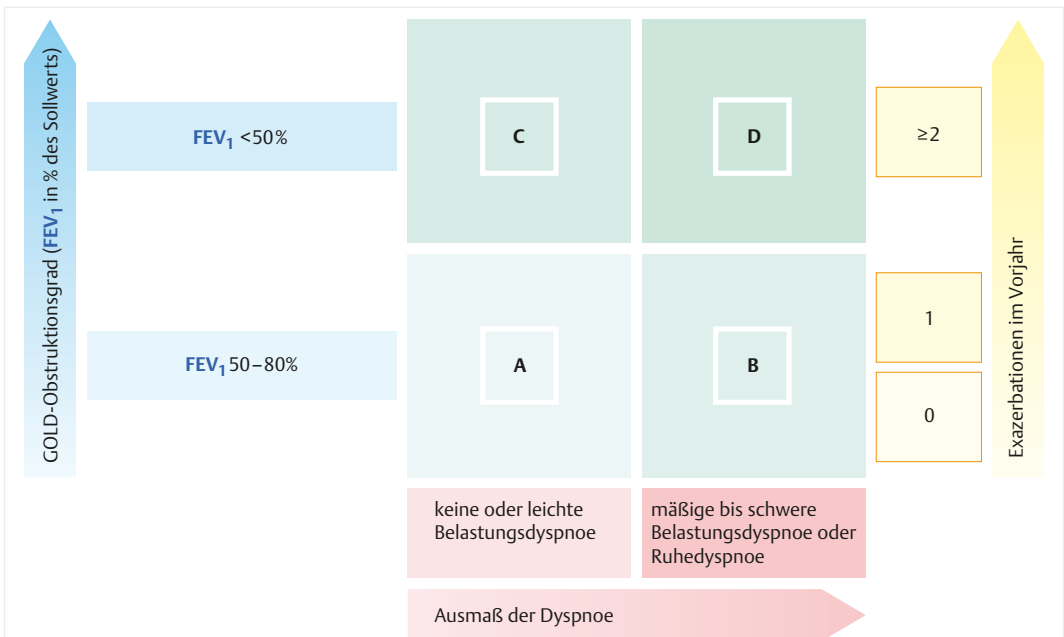 GOLD-Obstruktionsgrad (FEV1 in % des Sollwerts)
FEV1 <50%
C
D
≥2
FEV1 50–80%
A
B
1
0
Exazerbationen im Vorjahr
keine oder leichte
Belastungsdyspnoe
mäßige bis schwere
Belastungsdyspnoe oder
Ruhedyspnoe
Ausmaß der Dyspnoe